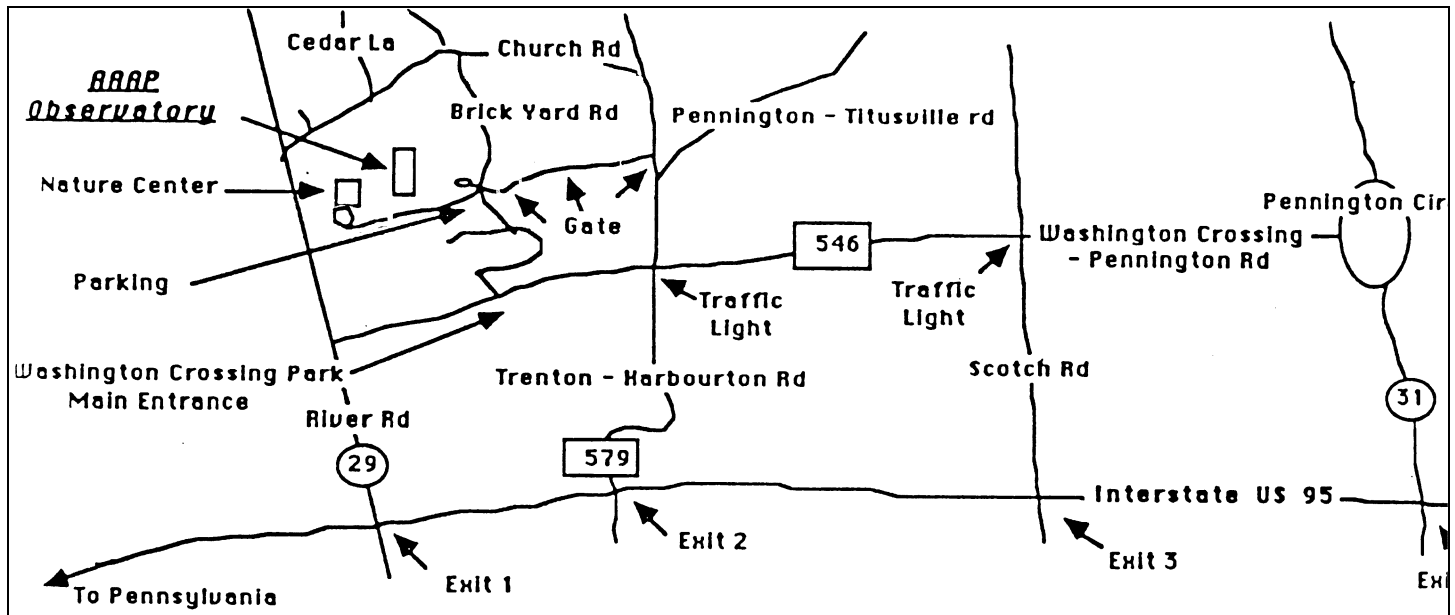 Cedar La
Church Rd
AAAP
Observatory
Brick Yard Rd
Pennington - Titusville rd
Nature Center
Pennington Cir
Gate
546
Washington Crossing
- Pennington Rd
Parking
Traffic
Light
Traffic
Light
Washington Crossing Park
Main Entrance
Trenton - Harbourton Rd
Scotch Rd
31
River Rd
29
579
Interstate US 95
Exit 2
Exit 3
Exit 1
To Pennsylvania